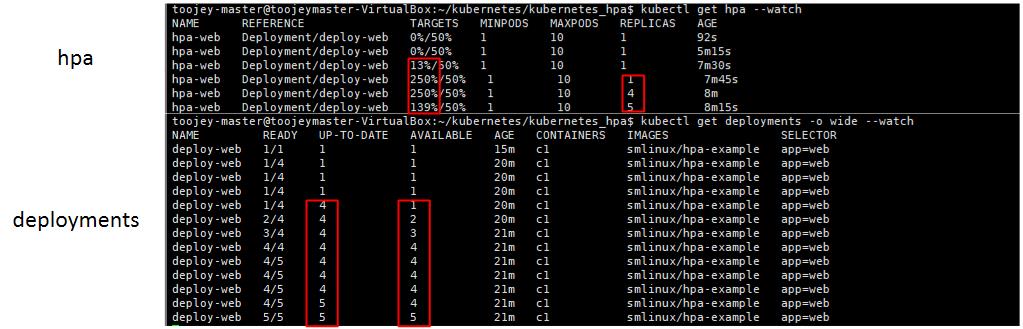 hpa
toojey-master@toojeymaster-VirtualBox:~/kubernetes/kubernetes_hpa$ kubectl get hpa --watch
NAME REFERENCE TARGETS MINPODS MAXPODS REPLICAS AGE
hpa-web Deployment/deploy-web 0%/50% 1 10 1 92s
hpa-web Deployment/deploy-web 0%/50% 1 10 1 5m15s
hpa-web Deployment/deploy-web 13%/50% 1 10 1 7m30s
hpa-web Deployment/deploy-web 250%/50% 1 10 1 7m45s
hpa-web Deployment/deploy-web 250%/50% 1 10 4 8m
hpa-web Deployment/deploy-web 139%/50% 1 10 5 8m15s
deployments
toojey-master@toojeymaster-VirtualBox:~/kubernetes/kubernetes_hpa$ kubectl get deployments -o wide --watch
NAME READY UP-TO-DATE AVAILABLE AGE CONTAINERS IMAGES SELECTOR
deploy-web 1/1 1 1 15m c1 smlinux/hpa-example app=web
deploy-web 1/4 1 1 20m c1 smlinux/hpa-example app=web
deploy-web 1/4 1 1 20m c1 smlinux/hpa-example app=web
deploy-web 1/4 1 1 20m c1 smlinux/hpa-example app=web
deploy-web 1/4 4 1 20m c1 smlinux/hpa-example app=web
deploy-web 2/4 4 2 20m c1 smlinux/hpa-example app=web
deploy-web 3/4 4 3 21m c1 smlinux/hpa-example app=web
deploy-web 4/4 4 4 21m c1 smlinux/hpa-example app=web
deploy-web 4/5 4 4 21m c1 smlinux/hpa-example app=web
deploy-web 4/5 4 4 21m c1 smlinux/hpa-example app=web
deploy-web 4/5 5 4 21m c1 smlinux/hpa-example app=web
deploy-web 5/5 5 5 21m c1 smlinux/hpa-example app=web